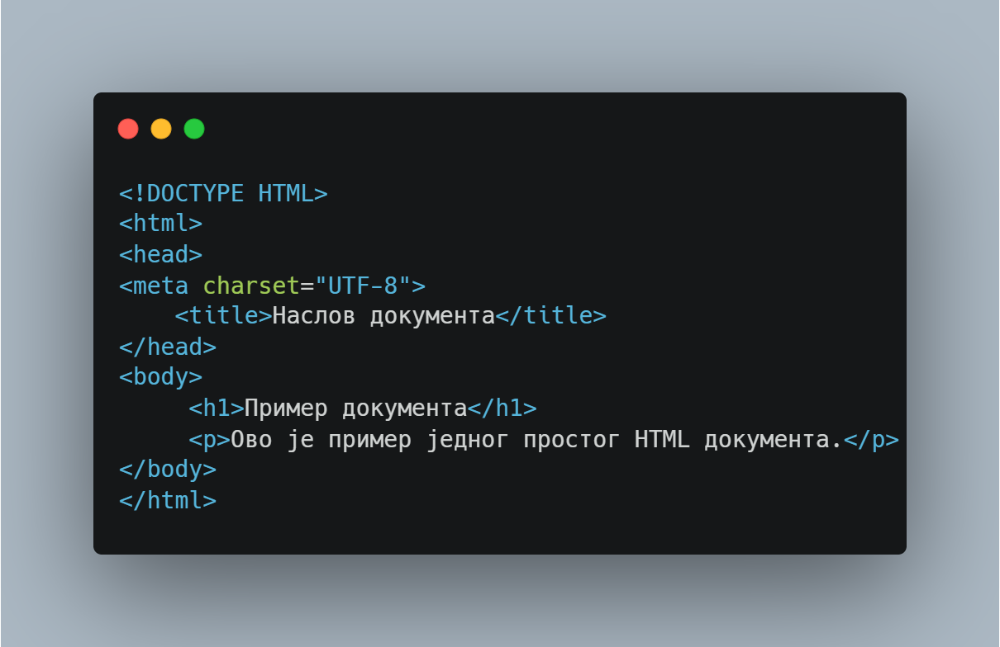 <!DOCTYPE HTML>
<html>
<head>
<meta charset="UTF-8">
    <title>Наслов документа</title>
</head>
<body>
     <h1>Пример документа</h1>
     <p>Ово је пример једног простог HTML документа.</p>
</body>
</html>